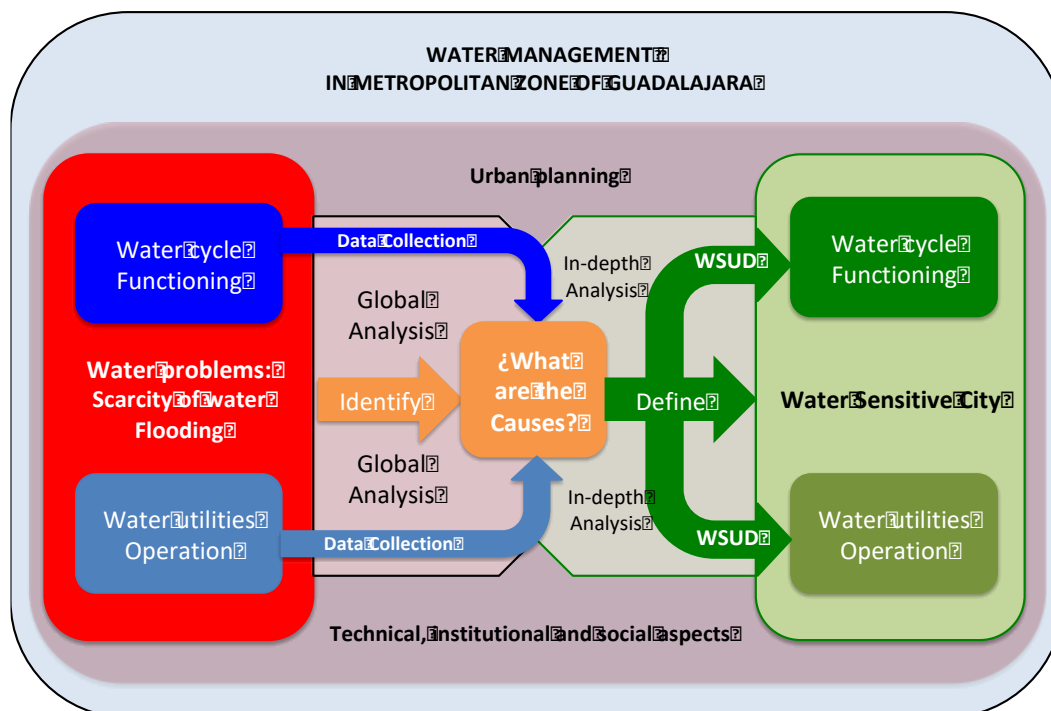 WATER MANAGEMENT
IN METROPOLITAN ZONE OF GUADALAJARA
Urban planning
Water cycle
Functioning
Data Collection
In-depth
Analysis
WSUD
Water cycle
Functioning
Global
Analysis
Water problems:
Scarcity of water
Flooding
Identify
¿What
are the
Causes?
Define
Water Sensitive City
Global
Analysis
In-depth
Analysis
Water utilities
Operation
Data Collection
WSUD
Water utilities
Operation
Technical, institutional and social aspects